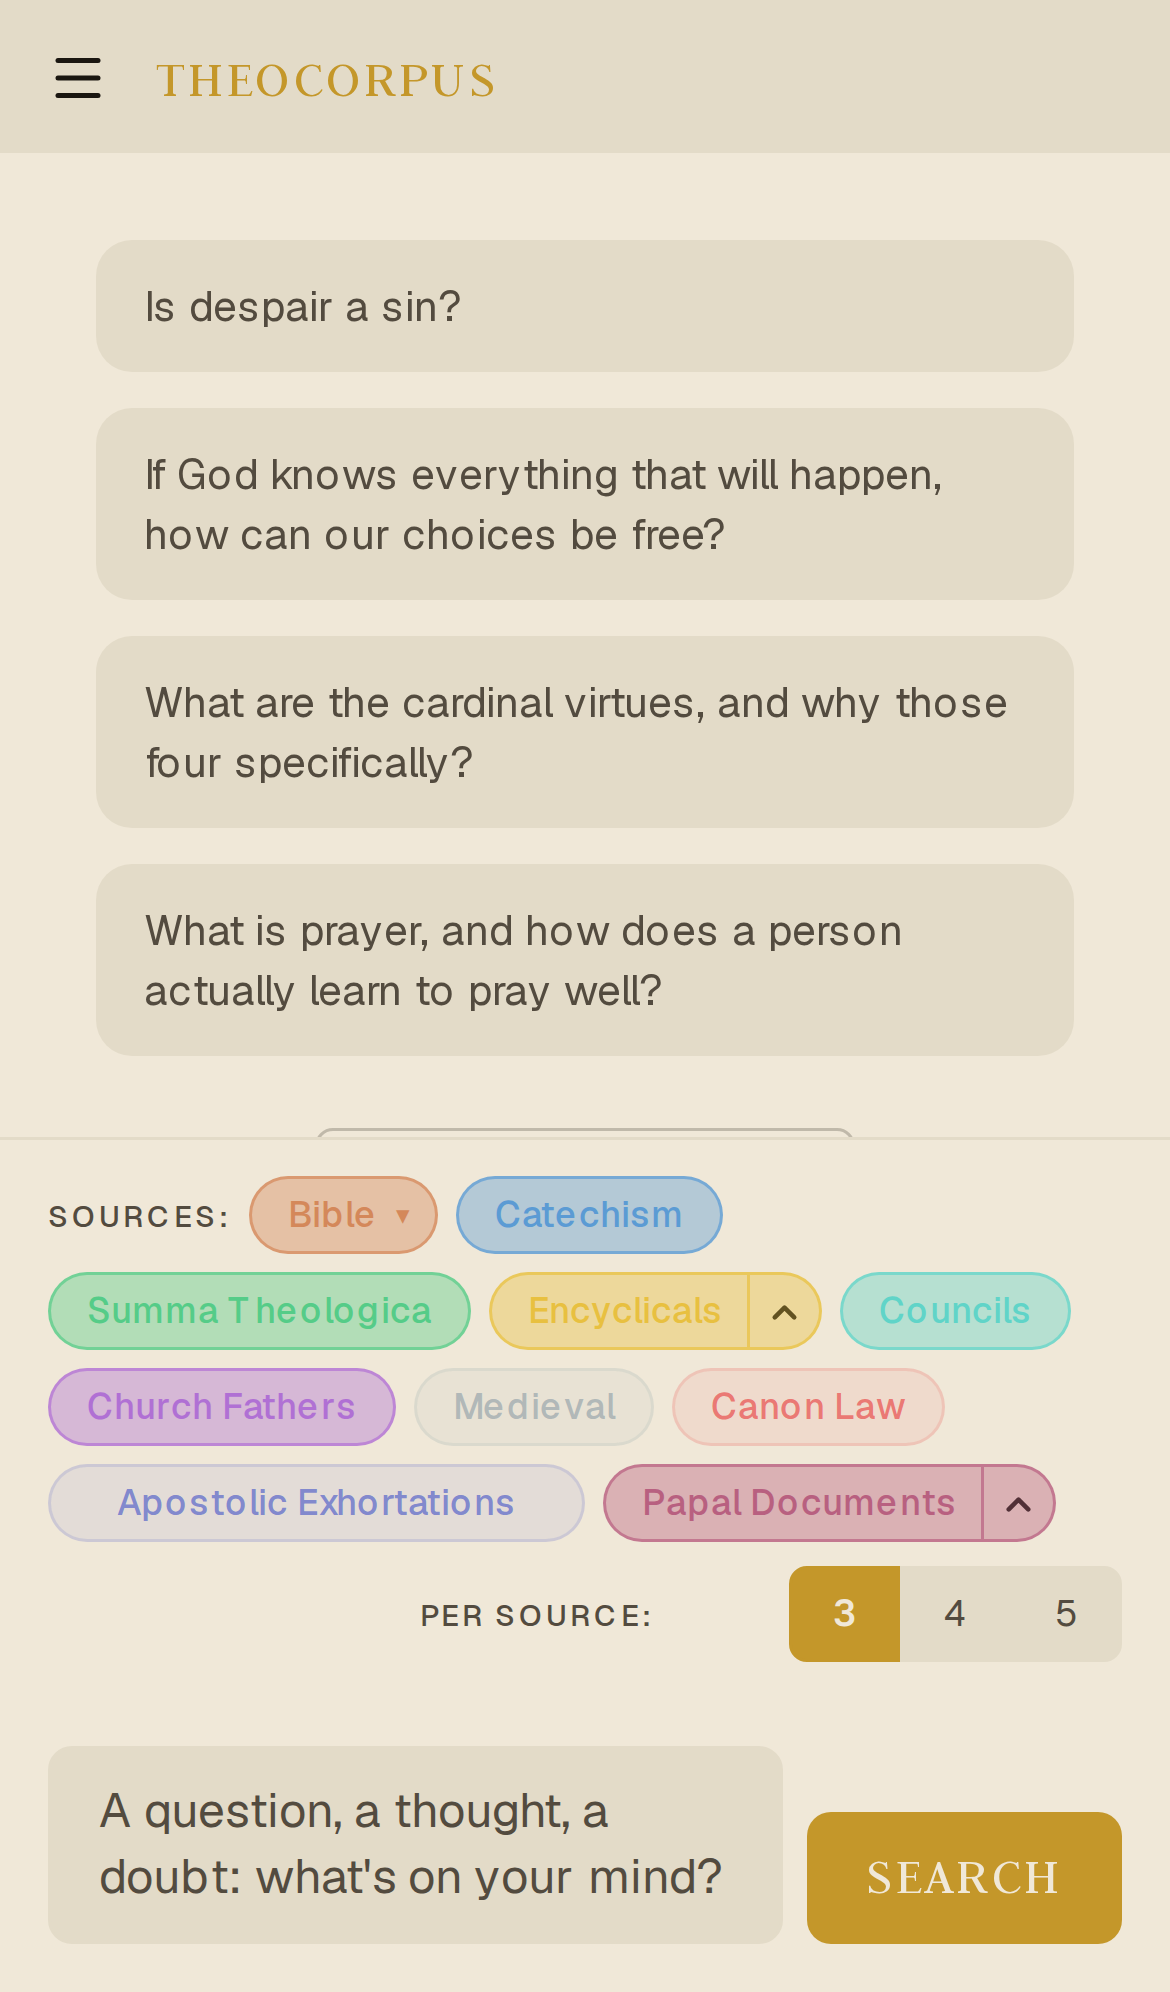 THEOCORPUS
Is despair a sin?
If God knows everything that will happen,
how can our choices be free?
What are the cardinal virtues, and why those
four specifically?
What is prayer, and how does a person
actually learn to pray well?
SOURCES: Bible ▾ Catechism
Summa Theologica Encyclicals Councils
Church Fathers Medieval Canon Law
Apostolic Exhortations Papal Documents
PER SOURCE: 3 4 5
A question, a thought, a
doubt: what's on your mind?
SEARCH